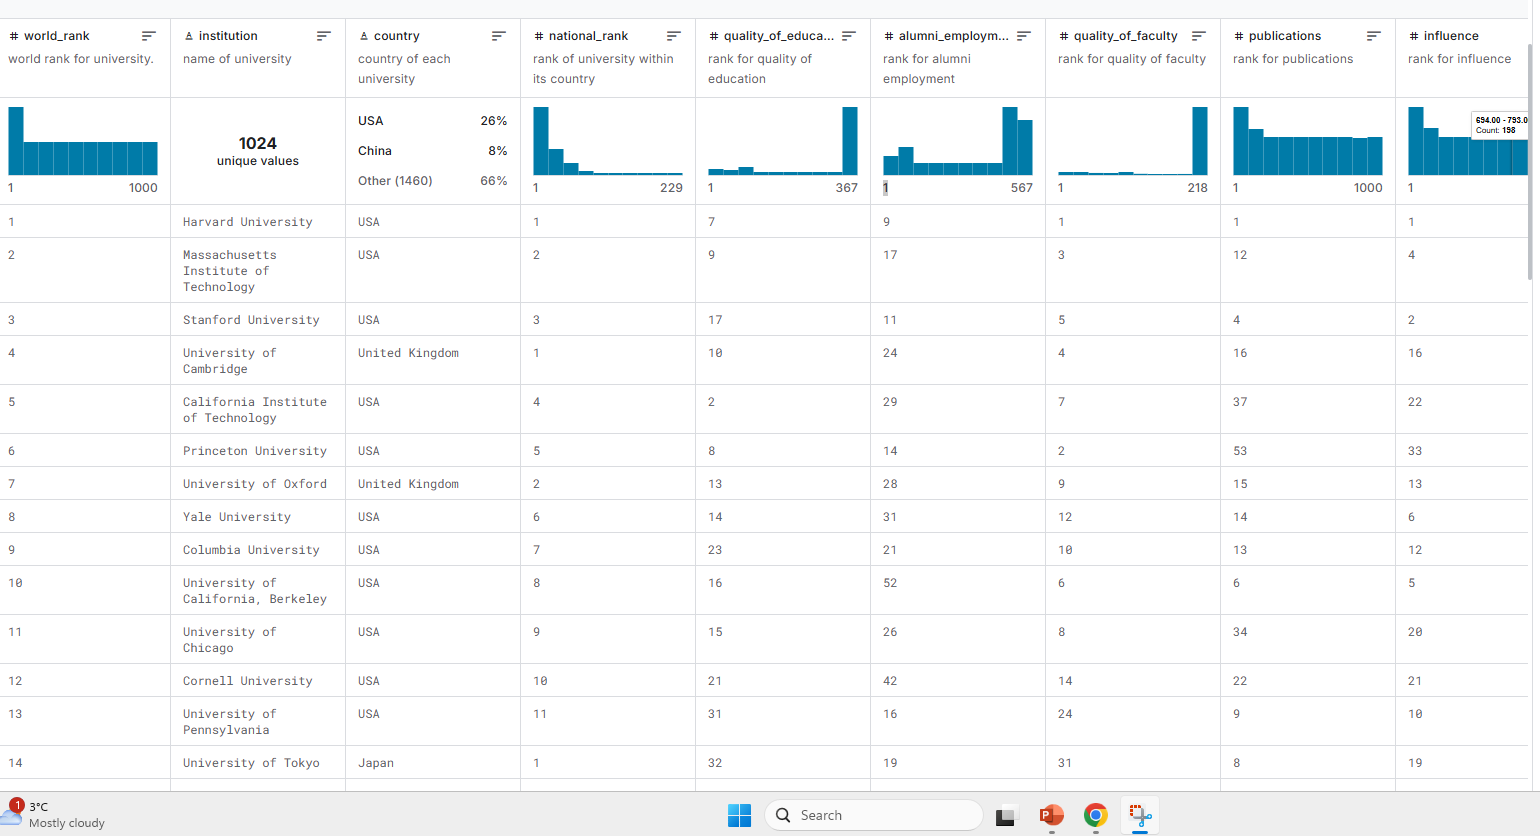 world_rank institution country national_rank quality_of_educa... alumni_employm... quality_of_faculty publications influence
world rank for university. name of university country of each university rank of university within its country rank for quality of education rank for alumni employment rank for quality of faculty rank for publications rank for influence
1024
unique values
USA 26%
China 8%
Other (1460) 66%
694.00 - 793.0
Count: 198
1 1000 1 229 1 367 1 567 1 218 1 1000 1
1 Harvard University USA 1 7 9 1 1 1
2 Massachusetts Institute of Technology USA 2 9 17 3 12 4
3 Stanford University USA 3 17 11 5 4 2
4 University of Cambridge United Kingdom 1 10 24 4 16 16
5 California Institute of Technology USA 4 2 29 7 37 22
6 Princeton University USA 5 8 14 2 53 33
7 University of Oxford United Kingdom 2 13 28 9 15 13
8 Yale University USA 6 14 31 12 14 6
9 Columbia University USA 7 23 21 10 13 12
10 University of California, Berkeley USA 8 16 52 6 6 5
11 University of Chicago USA 9 15 26 8 34 20
12 Cornell University USA 10 21 42 14 22 21
13 University of Pennsylvania USA 11 31 16 24 9 10
14 University of Tokyo Japan 1 32 19 31 8 19
1
3°C
Mostly cloudy
Search